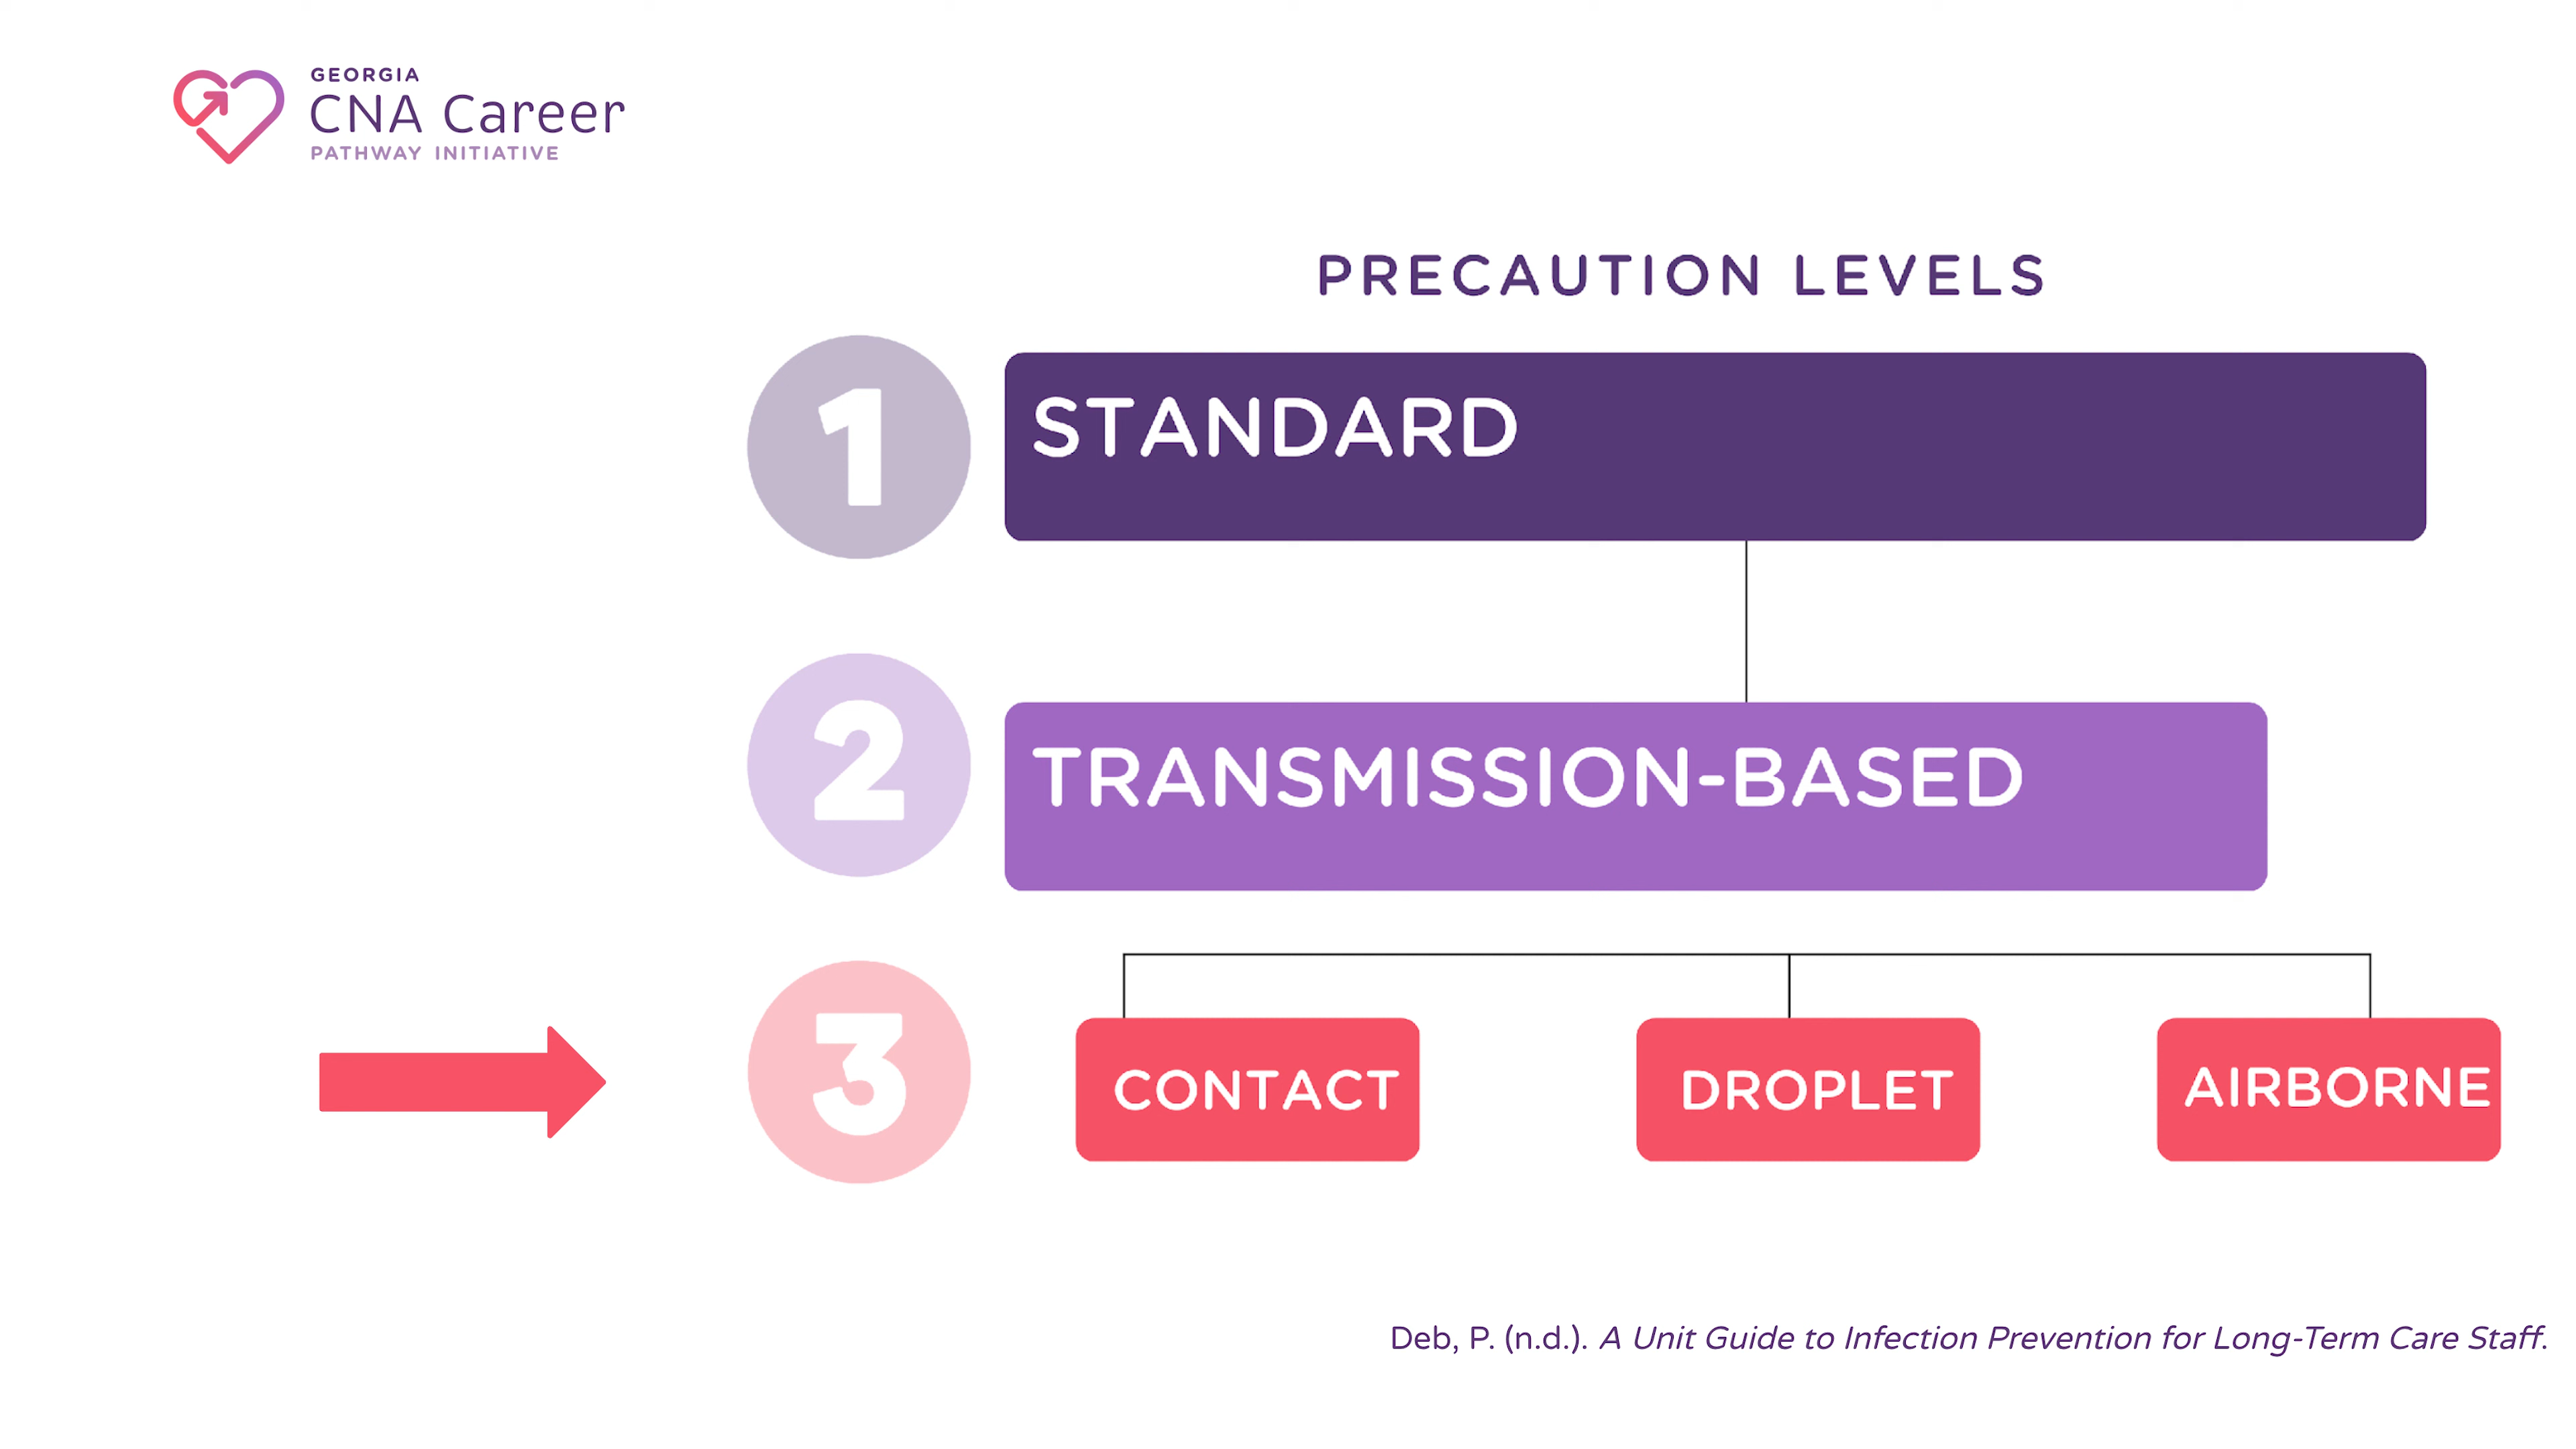 GEORGIA
CNA Career
PATHWAY INITIATIVE
PRECAUTION LEVELS
1
STANDARD
2
TRANSMISSION-BASED
3
CONTACT
DROPLET
AIRBORNE
Deb, P. (n.d.). A Unit Guide to Infection Prevention for Long-Term Care Staff.